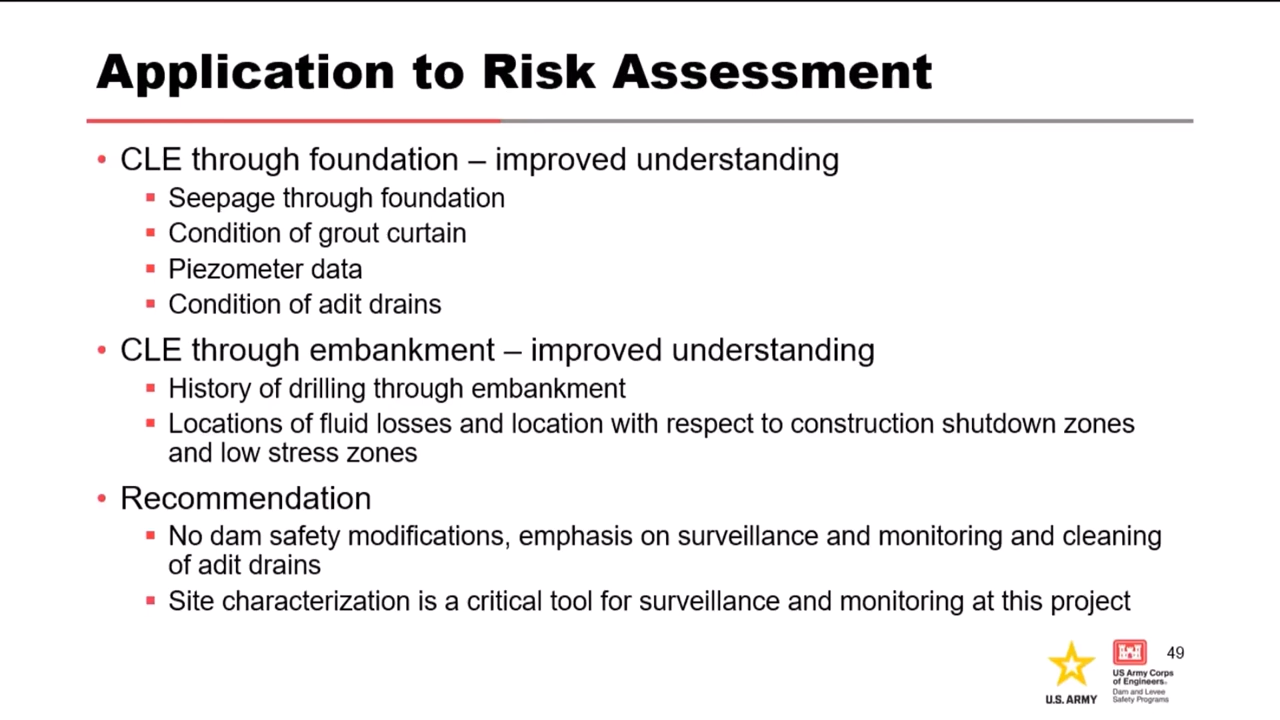 Application to Risk Assessment
• CLE through foundation – improved understanding
▪ Seepage through foundation
▪ Condition of grout curtain
▪ Piezometer data
▪ Condition of adit drains
• CLE through embankment – improved understanding
▪ History of drilling through embankment
▪ Locations of fluid losses and location with respect to construction shutdown zones
and low stress zones
• Recommendation
▪ No dam safety modifications, emphasis on surveillance and monitoring and cleaning
of adit drains
▪ Site characterization is a critical tool for surveillance and monitoring at this project
49
U.S. ARMY
US Army Corps
of Engineers®
Dam and Levee
Safety Programs